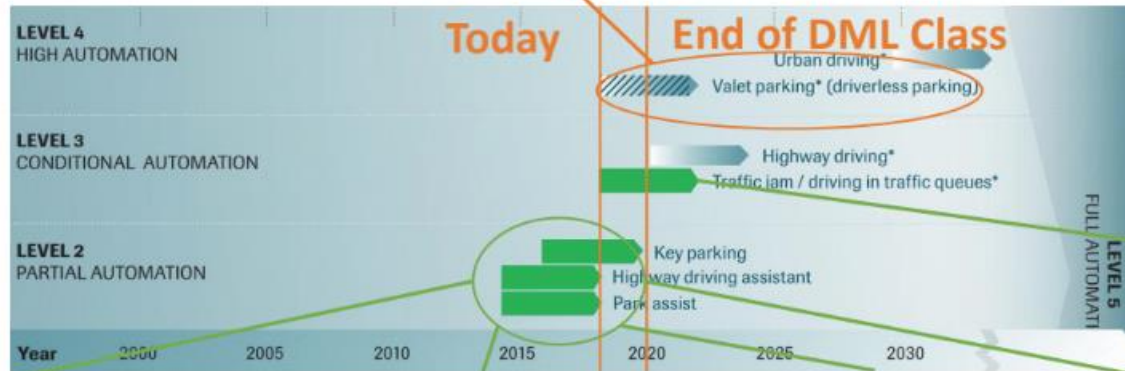 LEVEL 4
HIGH AUTOMATION
Today
End of DML Class
Urban driving*
Valet parking* (driverless parking)
LEVEL 3
CONDITIONAL AUTOMATION
Highway driving*
Traffic jam / driving in traffic queues*
LEVEL 2
PARTIAL AUTOMATION
Key parking
Highway driving assistant
Park assist
LEVEL 5
FULL AUTOMATI
Year 2000 2005 2010 2015 2020 2025 2030